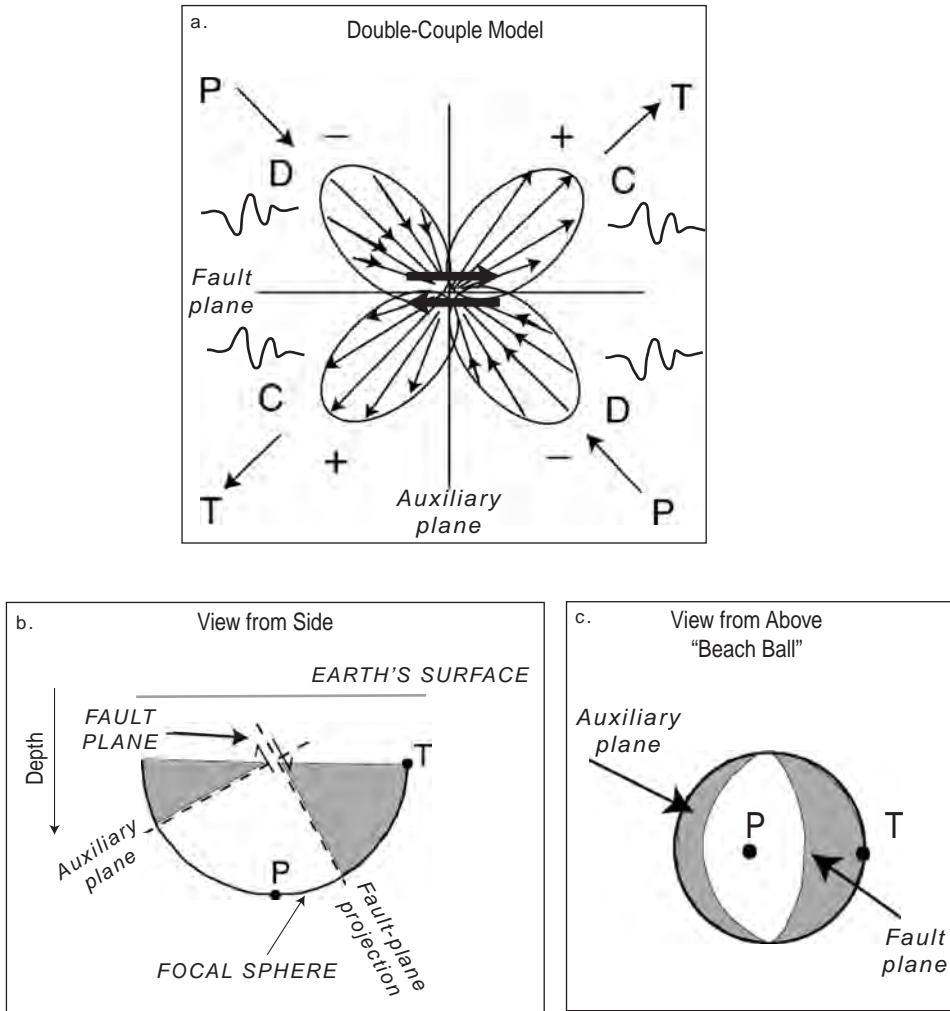 a.
Double-Couple Model
P
T
–
+
D
C
Fault
plane
C
D
+
–
T
Auxiliary
plane
P
b.
View from Side
EARTH'S SURFACE
FAULT
PLANE
Depth
T
Auxiliary
plane
P
Fault-plane
projection
FOCAL SPHERE
c.
View from Above
“Beach Ball”
Auxiliary
plane
P
T
Fault
plane